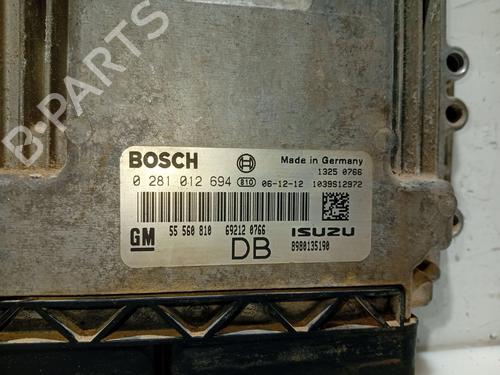 B-PARTS
BOSCH Made in Germany
1325 0766
0 281 012 694 810 06-12-12 1039S12972
GM 55 560 810 69212 0766 ISUZU
DB 8980135190